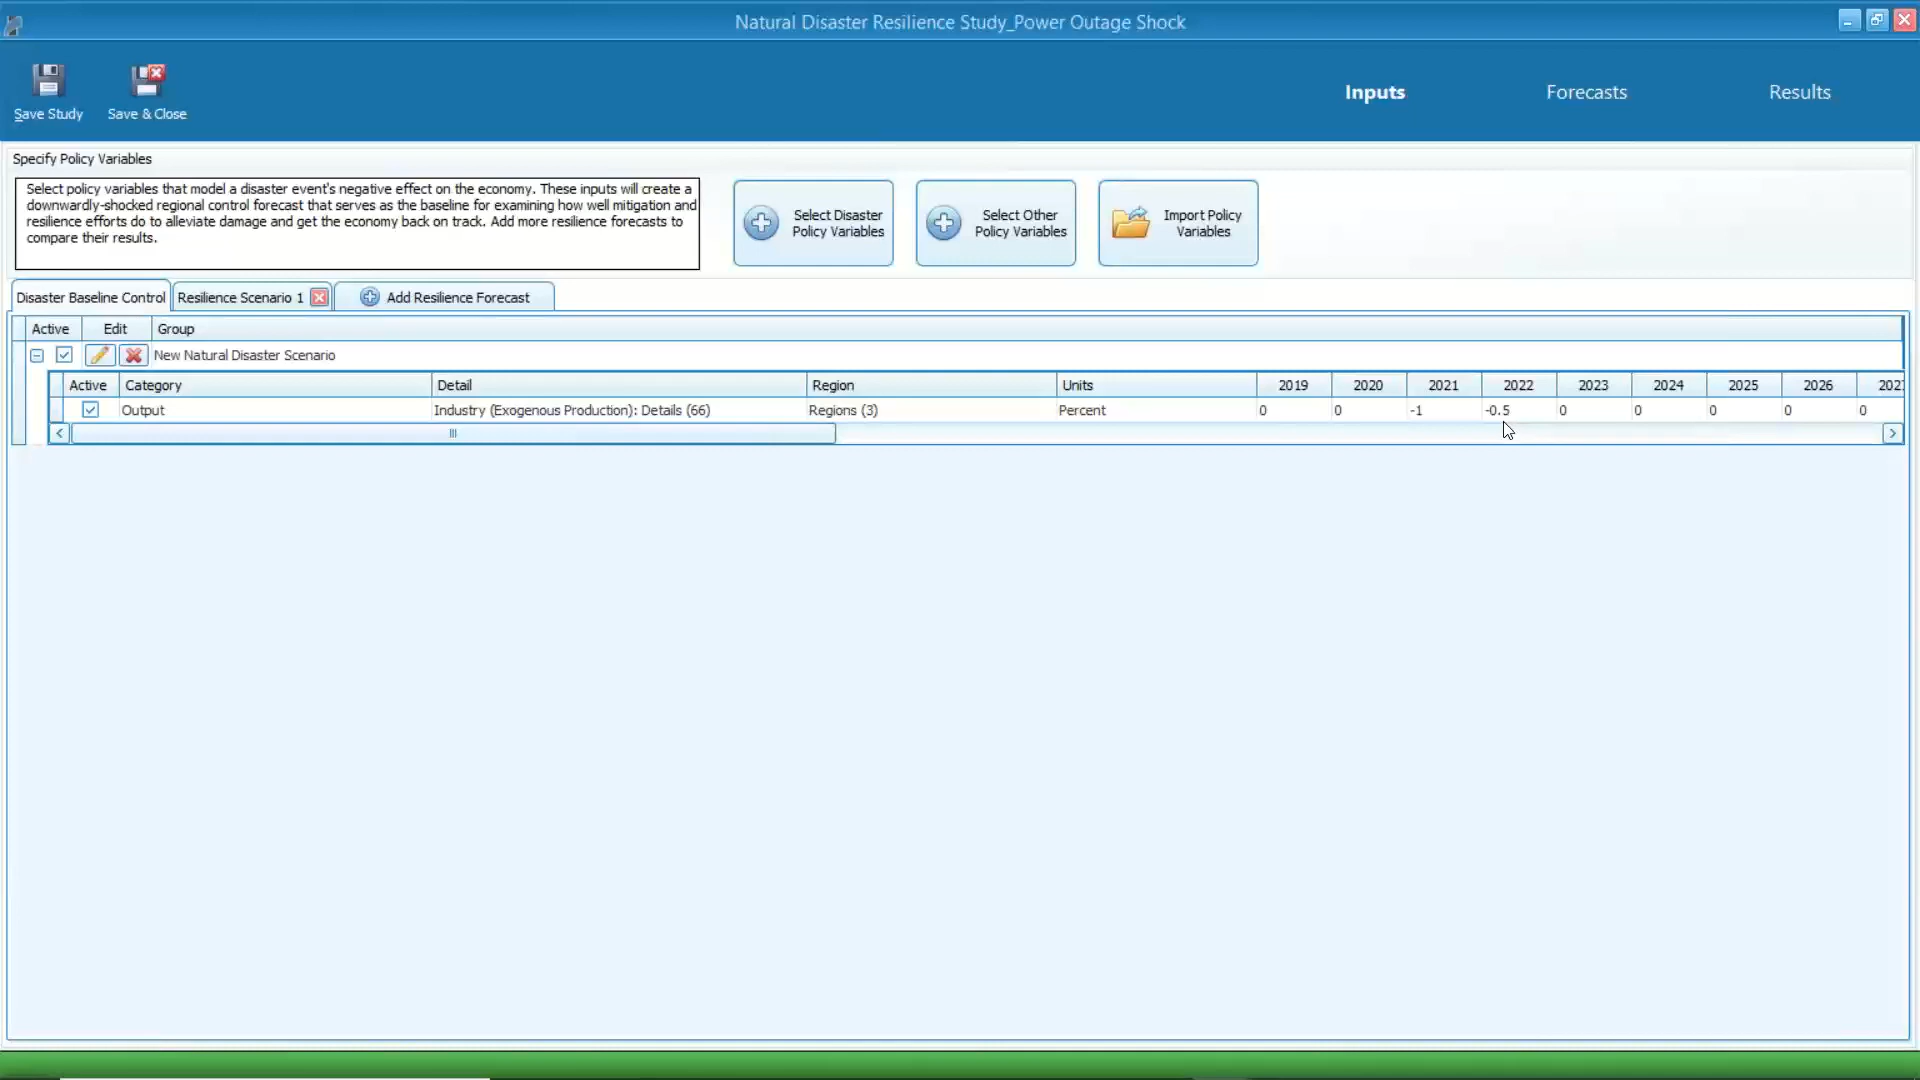 Natural Disaster Resilience Study_Power Outage Shock
Save Study
Save & Close
Inputs
Forecasts
Results
Specify Policy Variables
Select policy variables that model a disaster event's negative effect on the economy. These inputs will create a
downwardly-shocked regional control forecast that serves as the baseline for examining how well mitigation and
resilience efforts do to alleviate damage and get the economy back on track. Add more resilience forecasts to
compare their results.
Select Disaster
Policy Variables
Select Other
Policy Variables
Import Policy
Variables
Disaster Baseline Control
Resilience Scenario 1
Add Resilience Forecast
Active Edit Group
New Natural Disaster Scenario
Active Category Detail Region Units 2019 2020 2021 2022 2023 2024 2025 2026
Output Industry (Exogenous Production): Details (66) Regions (3) Percent 0 0 -1 -0.5 0 0 0 0 0